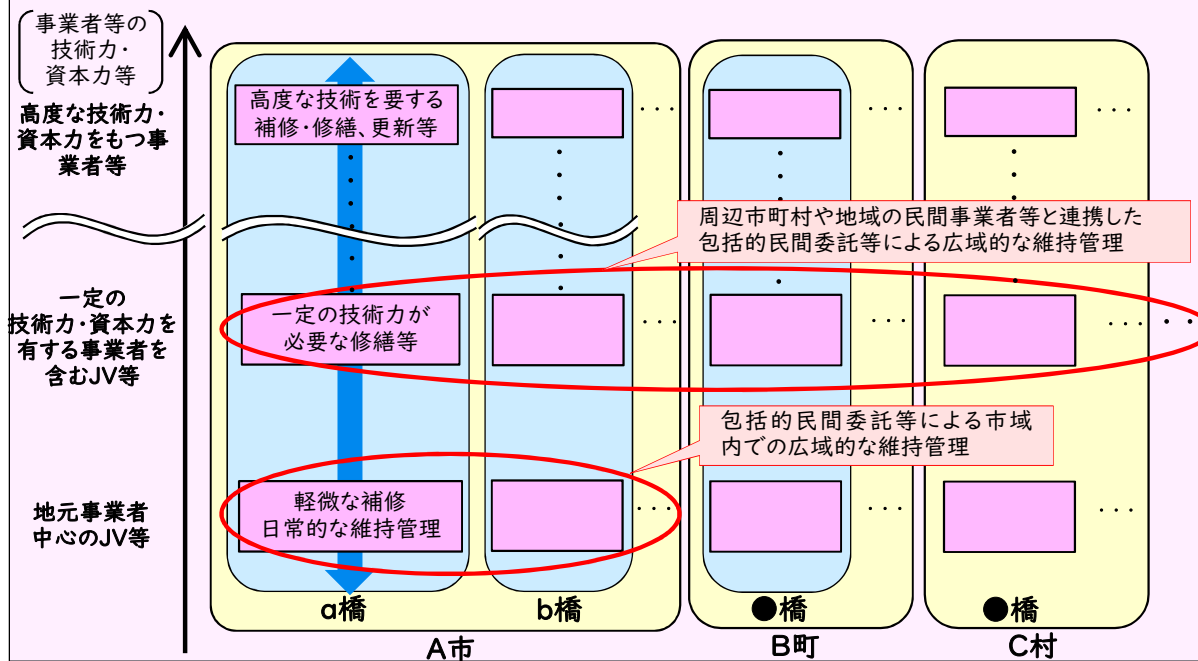 事業者等の
技術力・
資本力等
高度な技術力・
資本力をもつ事
業者等
一定の
技術力・資本力を
有する事業者を
含むJV等
地元事業者
中心のJV等
高度な技術を要する
補修・修繕、更新等
周辺市町村や地域の民間事業者等と連携した
包括的民間委託等による広域的な維持管理
一定の技術力が
必要な修繕等
包括的民間委託等による市域
内での広域的な維持管理
軽微な補修
日常的な維持管理
a橋
b橋
●橋
●橋
A市
B町
C村